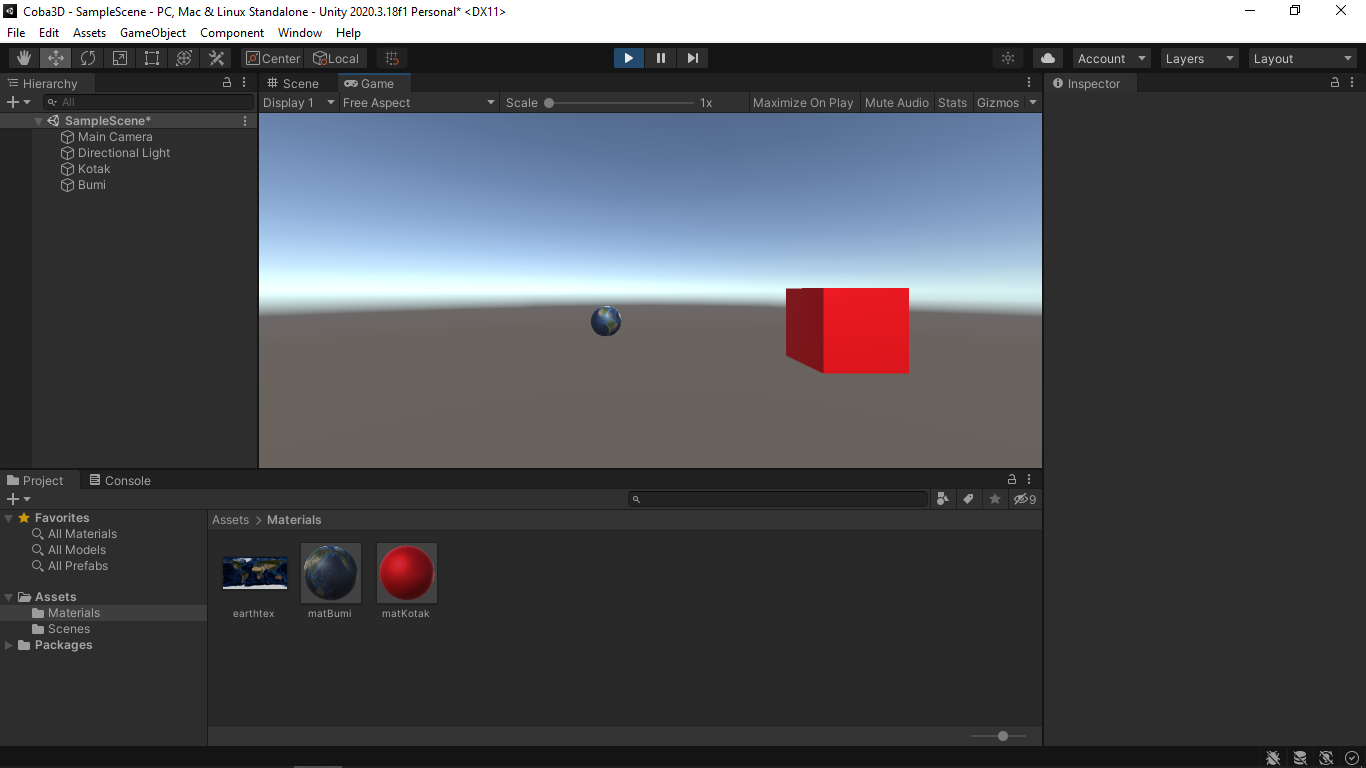 Coba3D - SampleScene - PC, Mac & Linux Standalone - Unity 2020.3.18f1 Personal* <DX11>
File Edit Assets GameObject Component Window Help
Center Local Account Layers Layout
Hierarchy
All
SampleScene*
Main Camera
Directional Light
Kotak
Bumi
Scene Game
Display 1 Free Aspect Scale 1x Maximize On Play Mute Audio Stats Gizmos
Inspector
Project Console
9
Favorites
All Materials
All Models
All Prefabs
Assets
Materials
Scenes
Packages
Assets > Materials
earthtex matBumi matKotak